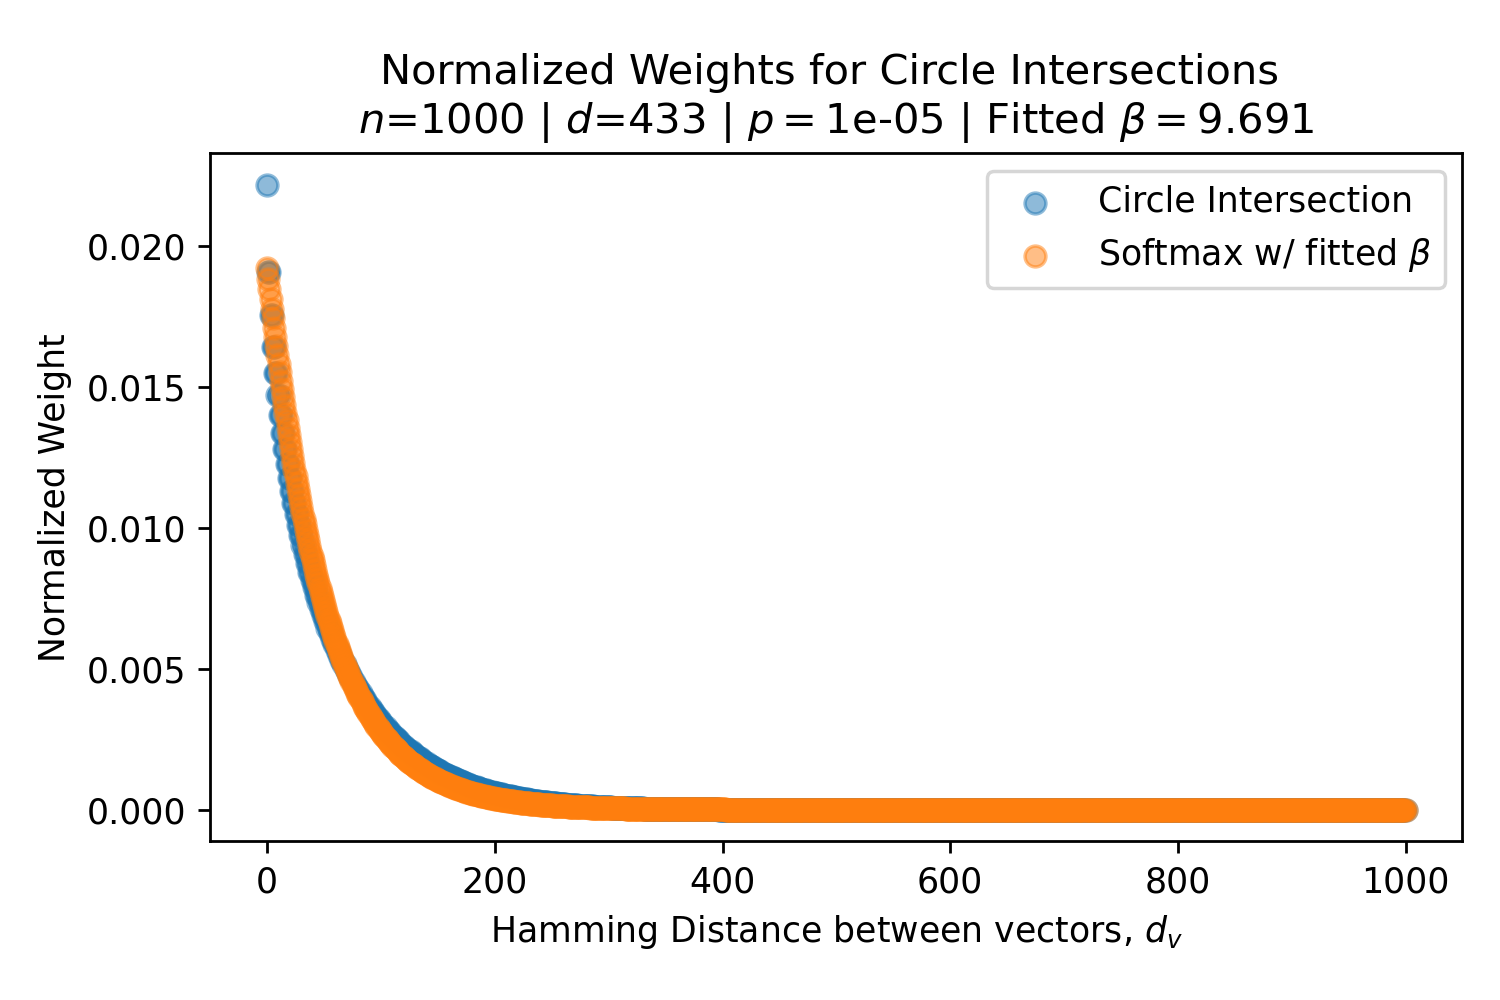 Normalized Weights for Circle Intersections
n=1000 | d=433 | p = 1e-05 | Fitted β = 9.691
Circle Intersection
Softmax w/ fitted β
Normalized Weight
0.020
0.015
0.010
0.005
0.000
0 200 400 600 800 1000
Hamming Distance between vectors, d_v